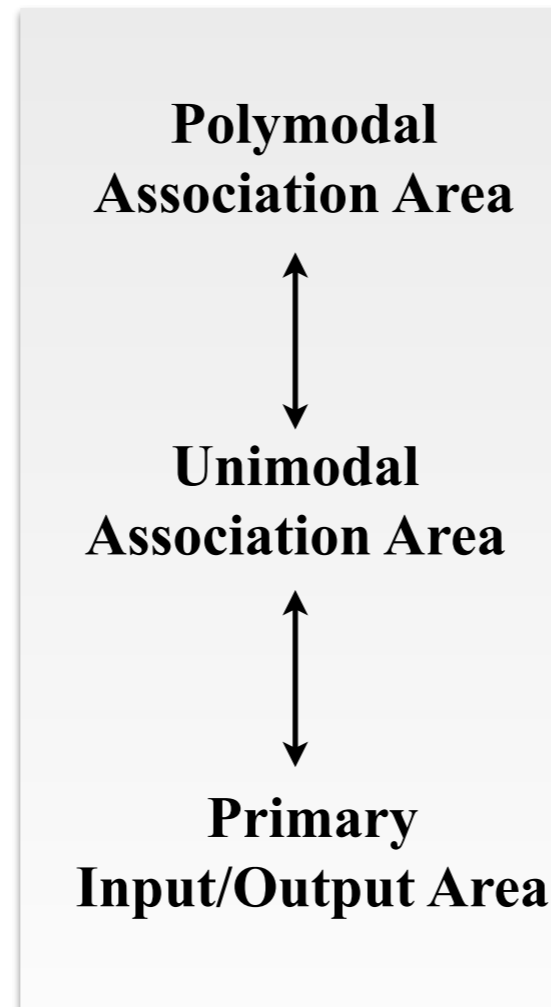 Polymodal
Association Area
Unimodal
Association Area
Primary
Input/Output Area